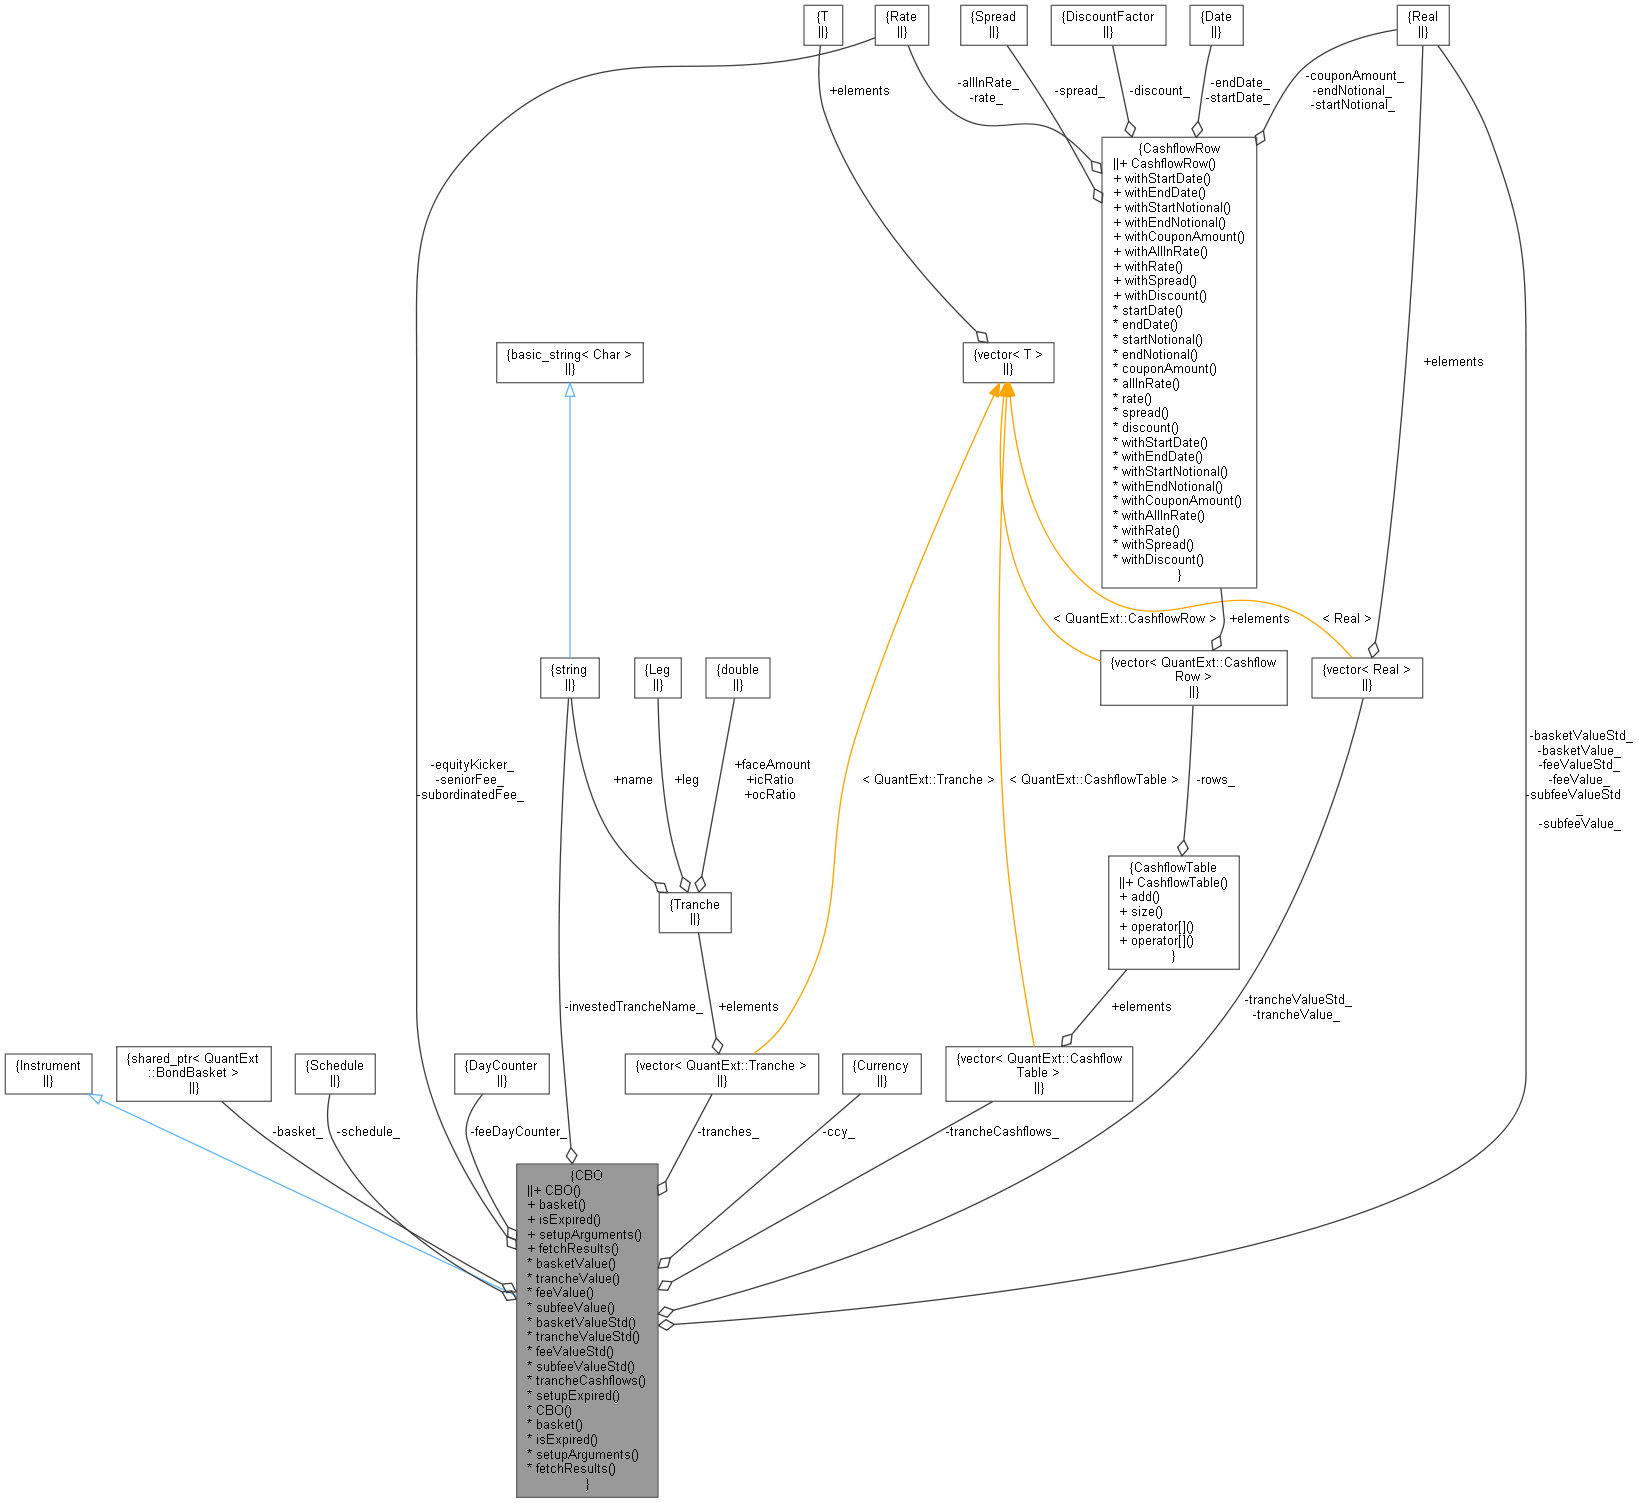 {T
||}
{Rate
||}
{Spread
||}
{DiscountFactor
||}
{Date
||}
{Real
||}
+elements
-allInRate_
-rate_
-spread_
-discount_
-endDate_
-startDate_
-couponAmount_
-endNotional_
-startNotional_
{CashflowRow
||+ CashflowRow()
+ withStartDate()
+ withEndDate()
+ withStartNotional()
+ withEndNotional()
+ withCouponAmount()
+ withAllInRate()
+ withRate()
+ withSpread()
+ withDiscount()
* startDate()
* endDate()
* startNotional()
* endNotional()
* couponAmount()
* allInRate()
* rate()
* spread()
* discount()
* withStartDate()
* withEndDate()
* withStartNotional()
* withEndNotional()
* withCouponAmount()
* withAllInRate()
* withRate()
* withSpread()
* withDiscount()
}
{basic_string< Char >
||}
{vector< T >
||}
+elements
< QuantExt::CashflowRow >
+elements
< Real >
{string
||}
{Leg
||}
{double
||}
{vector< QuantExt::Cashflow
Row >
||}
{vector< Real >
||}
-equityKicker_
-seniorFee_
-subordinatedFee_
+name
+leg
+faceAmount
+icRatio
+ocRatio
< QuantExt::Tranche >
< QuantExt::CashflowTable >
-rows_
-basketValueStd_
-basketValue_
-feeValueStd_
-feeValue_
-subfeeValueStd
_
-subfeeValue_
{Tranche
||}
{CashflowTable
||+ CashflowTable()
+ add()
+ size()
+ operator[]()
+ operator[]()
}
-investedTrancheName_
+elements
+elements
-trancheValueStd_
-trancheValue_
{Instrument
||}
{shared_ptr< QuantExt
::BondBasket >
||}
{Schedule
||}
{DayCounter
||}
{vector< QuantExt::Tranche >
||}
{Currency
||}
{vector< QuantExt::Cashflow
Table >
||}
-basket_
-schedule_
-feeDayCounter_
-tranches_
-ccy_
-trancheCashflows_
{CBO
||+ CBO()
+ basket()
+ isExpired()
+ setupArguments()
+ fetchResults()
* basketValue()
* trancheValue()
* feeValue()
* subfeeValue()
* basketValueStd()
* trancheValueStd()
* feeValueStd()
* subfeeValueStd()
* trancheCashflows()
* setupExpired()
* CBO()
* basket()
* isExpired()
* setupArguments()
* fetchResults()
}